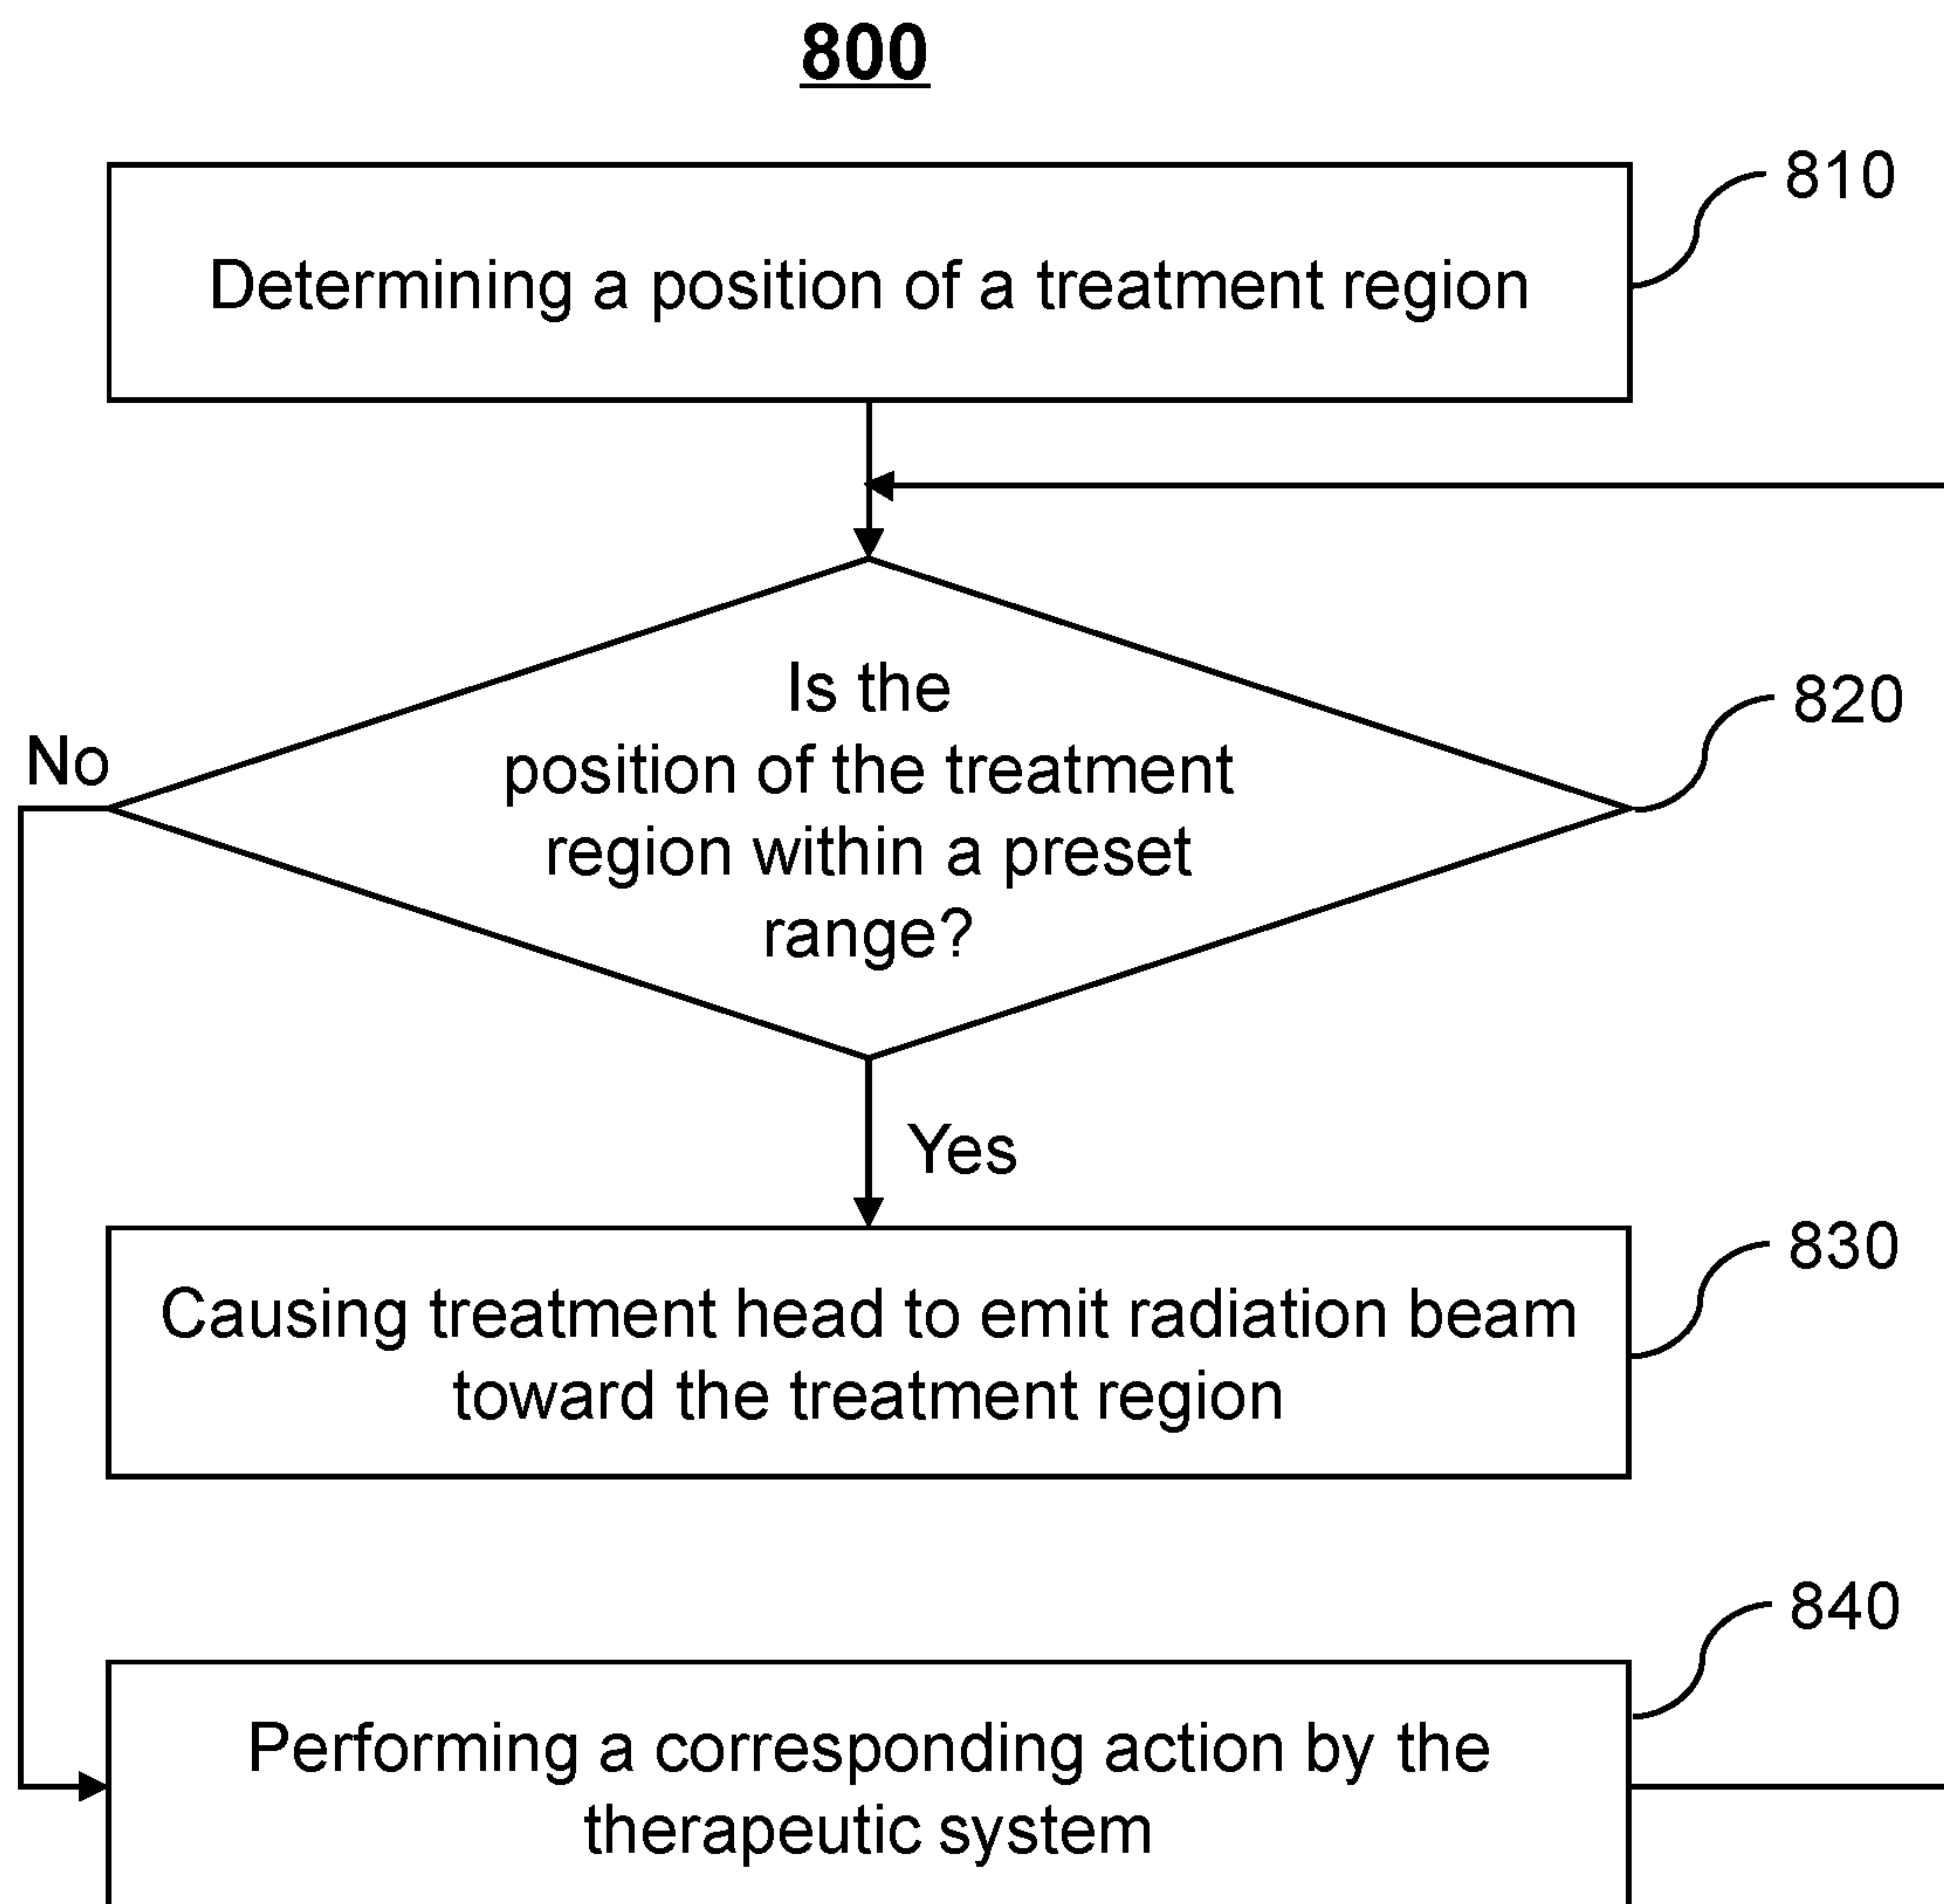 800
810
Determining a position of a treatment region
820
Is the
position of the treatment
region within a preset
range?
No
Yes
830
Causing treatment head to emit radiation beam
toward the treatment region
840
Performing a corresponding action by the
therapeutic system